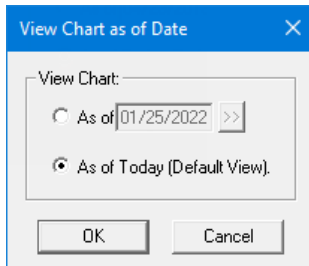 View Chart as of Date
View Chart:
As of 01/25/2022 >>
As of Today (Default View).
OK Cancel